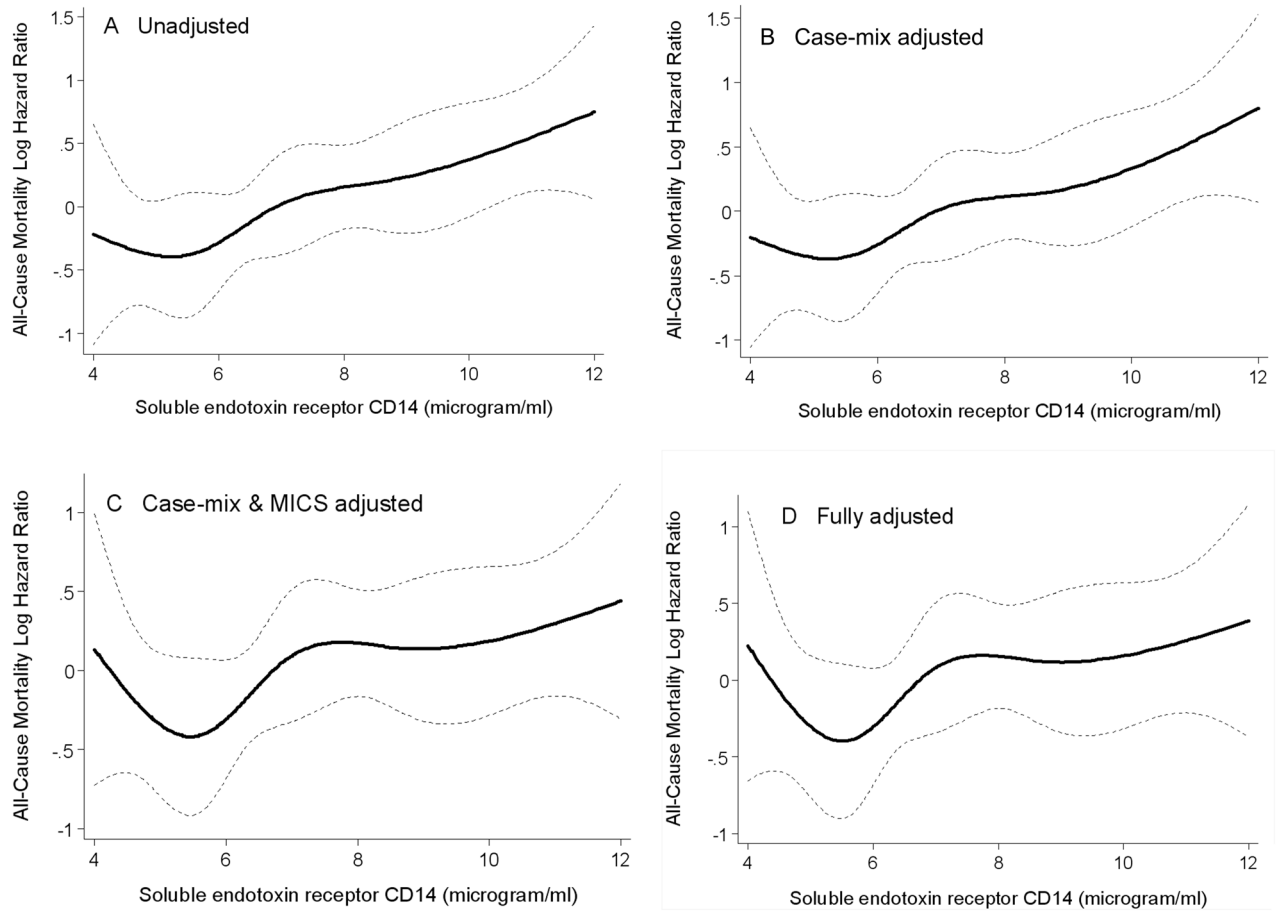 A Unadjusted
All-Cause Mortality Log Hazard Ratio
1.5
1
.5
0
-.5
-1
4 6 8 10 12
Soluble endotoxin receptor CD14 (microgram/ml)
B Case-mix adjusted
All-Cause Mortality Log Hazard Ratio
1.5
1
.5
0
-.5
-1
4 6 8 10 12
Soluble endotoxin receptor CD14 (microgram/ml)
C Case-mix & MICS adjusted
All-Cause Mortality Log Hazard Ratio
1
.5
0
-.5
-1
4 6 8 10 12
Soluble endotoxin receptor CD14 (microgram/ml)
D Fully adjusted
All-Cause Mortality Log Hazard Ratio
1
.5
0
-.5
-1
4 6 8 10 12
Soluble endotoxin receptor CD14 (microgram/ml)